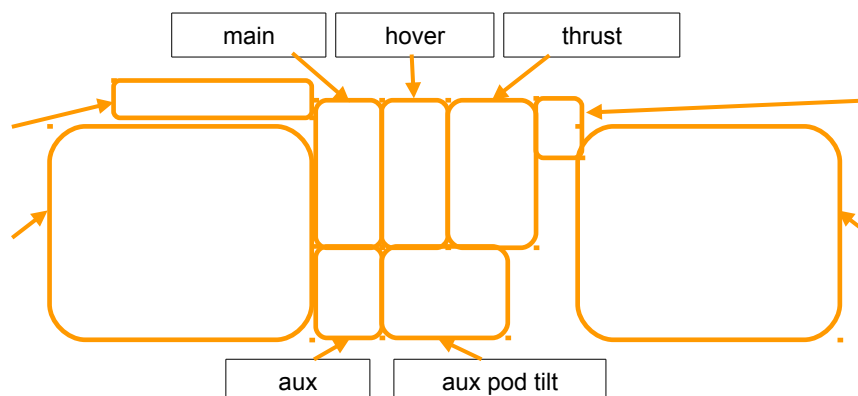 main
hover
thrust
aux
aux pod tilt